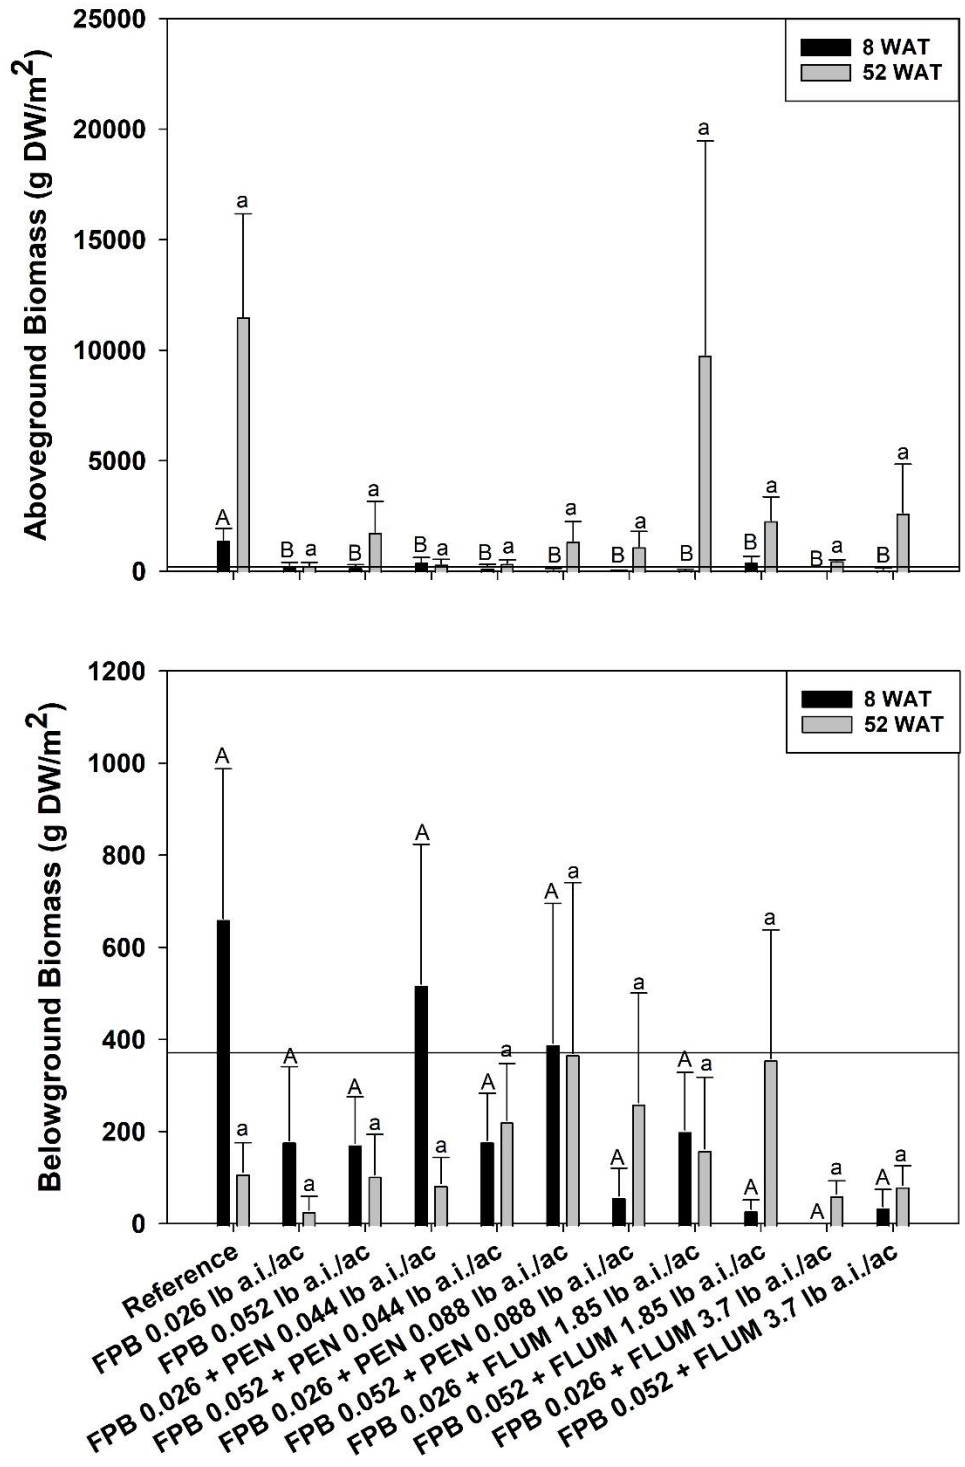 Aboveground Biomass (g DW/m2)
25000
20000
15000
10000
5000
0
8 WAT
52 WAT
A
a
B
a
B
a
B
a
B
a
B
a
B
a
B
a
B
a
B
a
B
a
Belowground Biomass (g DW/m2)
1200
1000
800
600
400
200
0
8 WAT
52 WAT
A
a
A
a
A
a
A
a
A
a
A
a
A
a
A
a
A
a
A
a
A
a
Reference
FPB 0.026 lb a.i./ac
FPB 0.052 lb a.i./ac
FPB 0.026 + PEN 0.044 lb a.i./ac
FPB 0.052 + PEN 0.044 lb a.i./ac
FPB 0.026 + PEN 0.088 lb a.i./ac
FPB 0.052 + PEN 0.088 lb a.i./ac
FPB 0.026 + FLUM 1.85 lb a.i./ac
FPB 0.052 + FLUM 1.85 lb a.i./ac
FPB 0.026 + FLUM 3.7 lb a.i./ac
FPB 0.052 + FLUM 3.7 lb a.i./ac